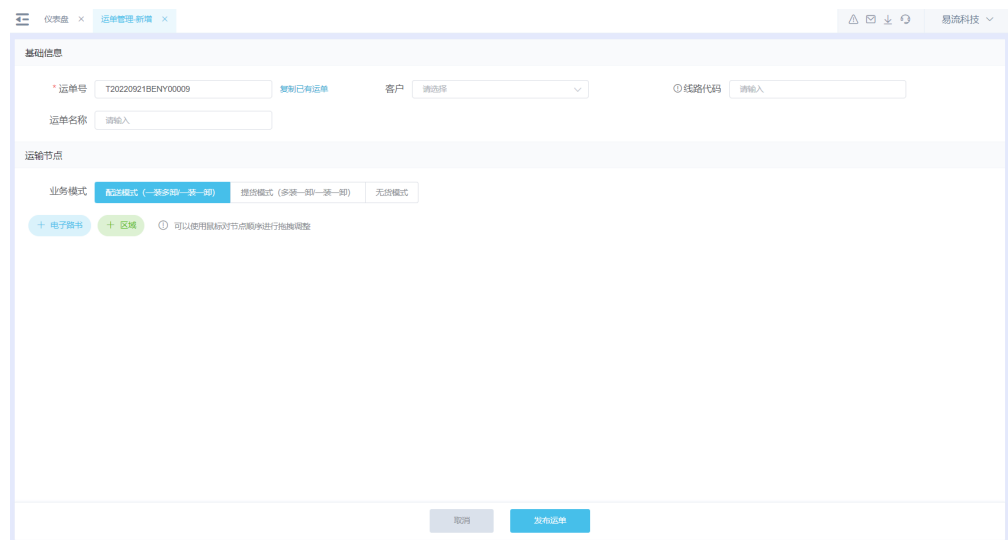 仪表盘 × 运单管理-新增 × 易流科技
基础信息
* 运单号 T20220921BENY00009 复制已有运单 客户 请选择 线路代码 请输入
运单名称 请输入
运输节点
业务模式 配送模式（一装多卸/一装一卸） 提货模式（多装一卸/一装一卸） 无货模式
+ 电子路书 + 区域 可以使用鼠标对节点顺序进行拖拽调整
取消 发布运单